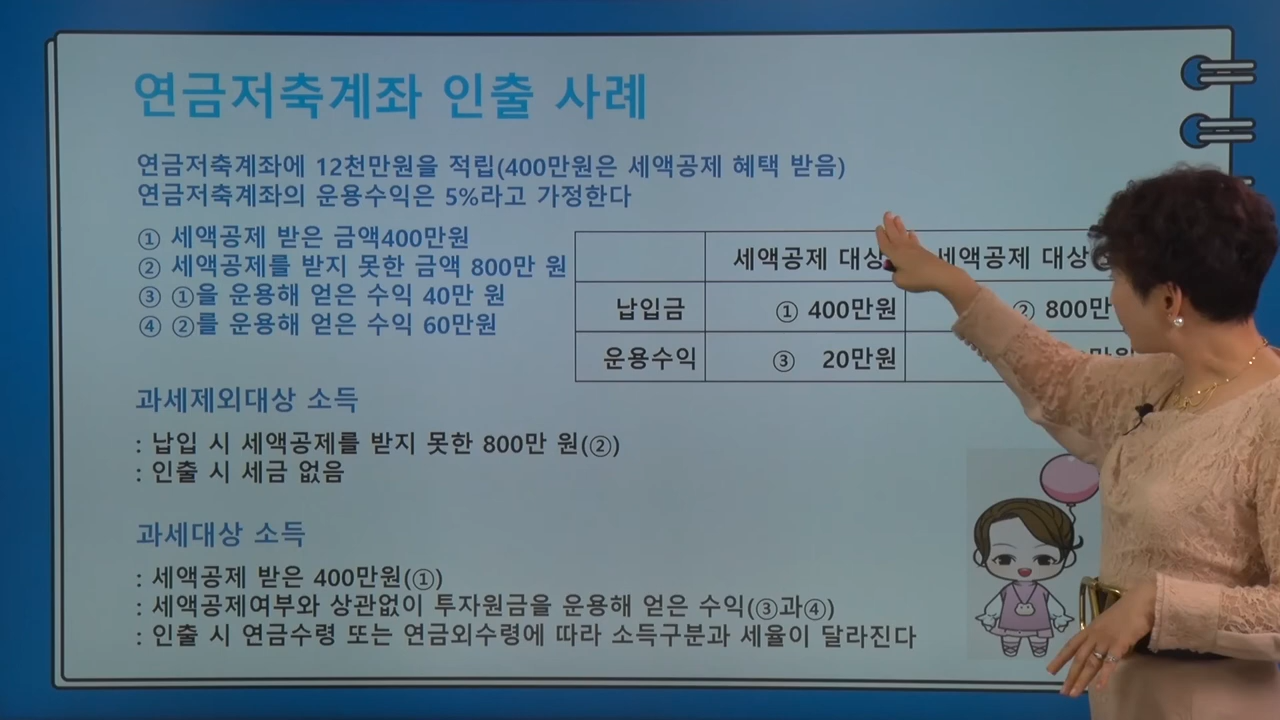 연금저축계좌 인출 사례
연금저축계좌에 12천만원을 적립(400만원은 세액공제 혜택 받음)
연금저축계좌의 운용수익은 5%라고 가정한다
① 세액공제 받은 금액400만원
② 세액공제를 받지 못한 금액 800만 원
③ ①을 운용해 얻은 수익 40만 원
④ ②를 운용해 얻은 수익 60만원
세액공제 대상 세액공제 대상
납입금 ① 400만원 ② 800만
운용수익 ③ 20만원 만원
과세제외대상 소득
: 납입 시 세액공제를 받지 못한 800만 원(②)
: 인출 시 세금 없음
과세대상 소득
: 세액공제 받은 400만원(①)
: 세액공제여부와 상관없이 투자원금을 운용해 얻은 수익(③과④)
: 인출 시 연금수령 또는 연금외수령에 따라 소득구분과 세율이 달라진다